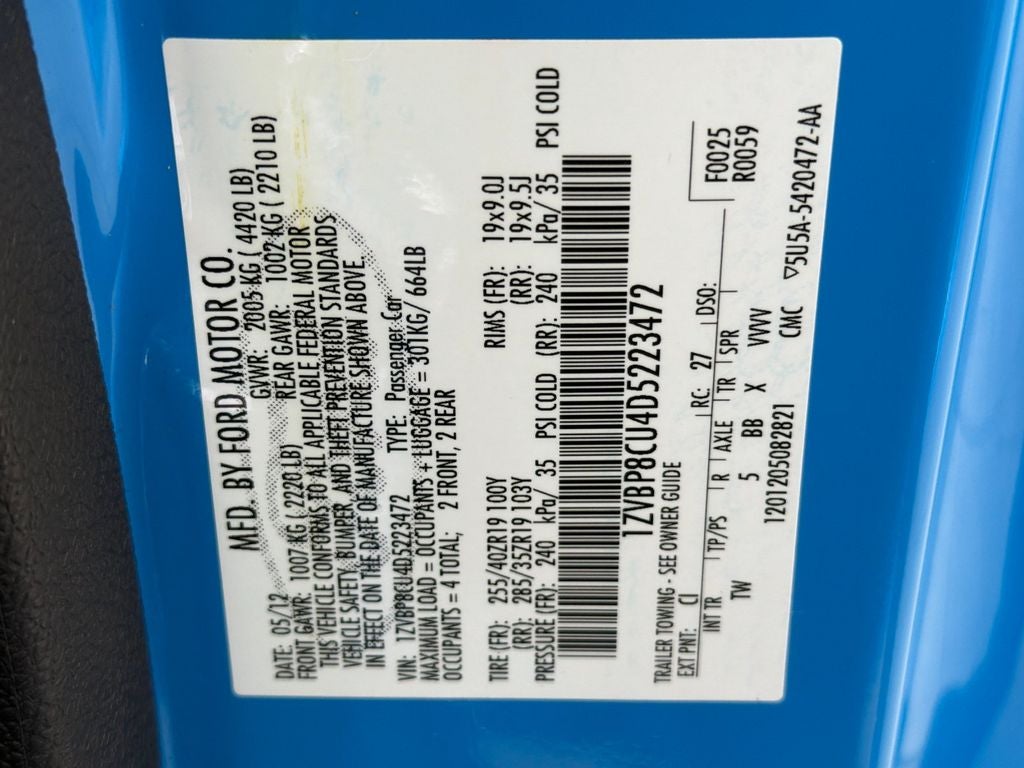 MFD. BY FORD MOTOR CO.
DATE: 05/12 GVWR: 2005 KG ( 4420 LB)
FRONT GAWR: 1007 KG ( 2220 LB) REAR GAWR: 1002 KG ( 2210 LB)
THIS VEHICLE CONFORMS TO ALL APPLICABLE FEDERAL MOTOR
VEHICLE SAFETY, BUMPER, AND THEFT PREVENTION STANDARDS
IN EFFECT ON THE DATE OF MANUFACTURE SHOWN ABOVE.
VIN: 1ZVBP8CU4D5223472 TYPE: Passenger Car
MAXIMUM LOAD = OCCUPANTS + LUGGAGE = 301KG/ 664LB
OCCUPANTS = 4 TOTAL; 2 FRONT, 2 REAR
TIRE (FR): 255/40ZR19 100Y RIMS (FR): 19x9.0J
(RR): 285/35ZR19 103Y (RR): 19x9.5J
PRESSURE (FR): 240 kPa/ 35 PSI COLD (RR): 240 kPa/ 35 PSI COLD
1ZVBP8CU4D5223472
TRAILER TOWING - SEE OWNER GUIDE
EXT PNT: CI RC: 27 DSO: F0025
R0059
INT TR TP/PS R AXLE TR SPR
TW 5 BB X VVV
120120508282821 CMC ▽5U5A-5420472-AA